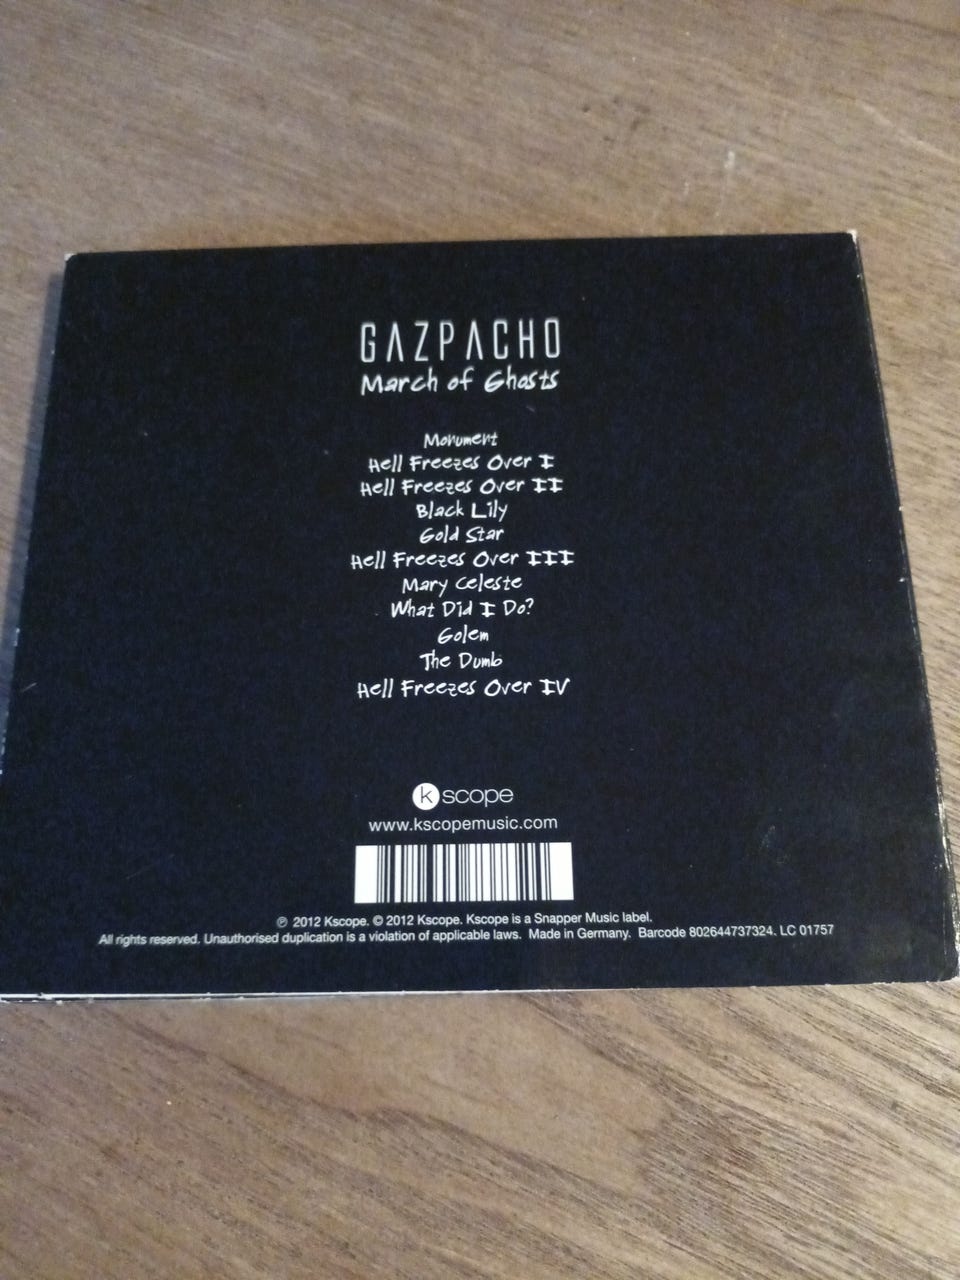 GAZPACHO
March of Ghosts
Monument
Hell Freezes Over I
Hell Freezes Over II
Black Lily
Gold Star
Hell Freezes Over III
Mary Celeste
What Did I Do?
Golem
The Dumb
Hell Freezes Over IV
kscope
www.kscopemusic.com
℗ 2012 Kscope. © 2012 Kscope. Kscope is a Snapper Music label.
All rights reserved. Unauthorised duplication is a violation of applicable laws. Made in Germany. Barcode 802644737324. LC 01757